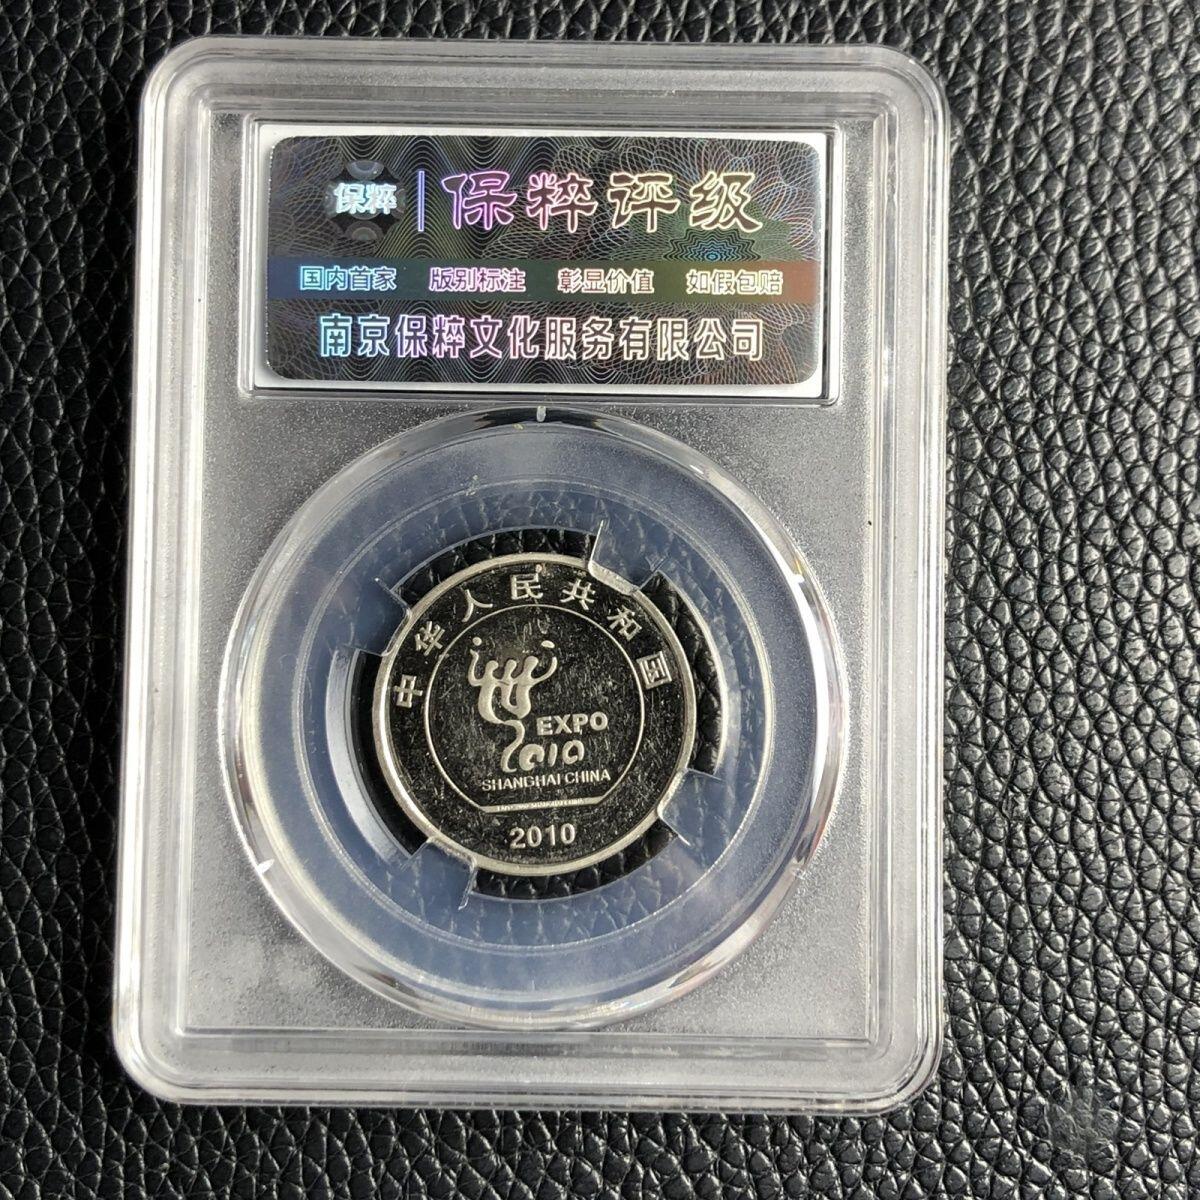 保粹 保粹评级
国内首家 版别标注 彰显价值 如假包赔
南京保粹文化服务有限公司
中华人民共和国
EXPO
2010
SHANGHAI CHINA
2010